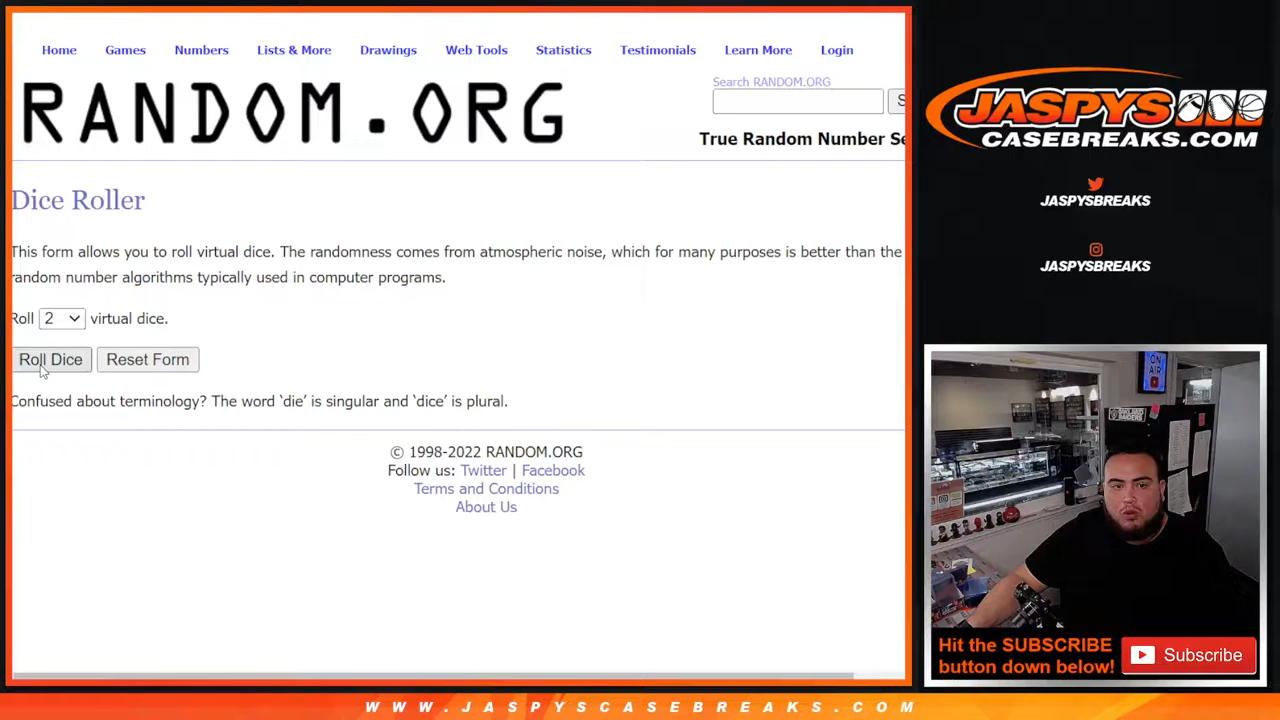 Home Games Numbers Lists & More Drawings Web Tools Statistics Testimonials Learn More Login
RANDOM.ORG
Search RANDOM.ORG
True Random Number Se
Dice Roller
This form allows you to roll virtual dice. The randomness comes from atmospheric noise, which for many purposes is better than the
random number algorithms typically used in computer programs.
Roll 2 virtual dice.
Roll Dice Reset Form
Confused about terminology? The word ‘die’ is singular and ‘dice’ is plural.
© 1998-2022 RANDOM.ORG
Follow us: Twitter | Facebook
Terms and Conditions
About Us
JASPYS
CASEBREAKS.COM
JASPYSBREAKS
JASPYSBREAKS
ON
AIR
Hit the SUBSCRIBE
button down below!
Subscribe
WWW.JASPYSCASEBREAKS.COM